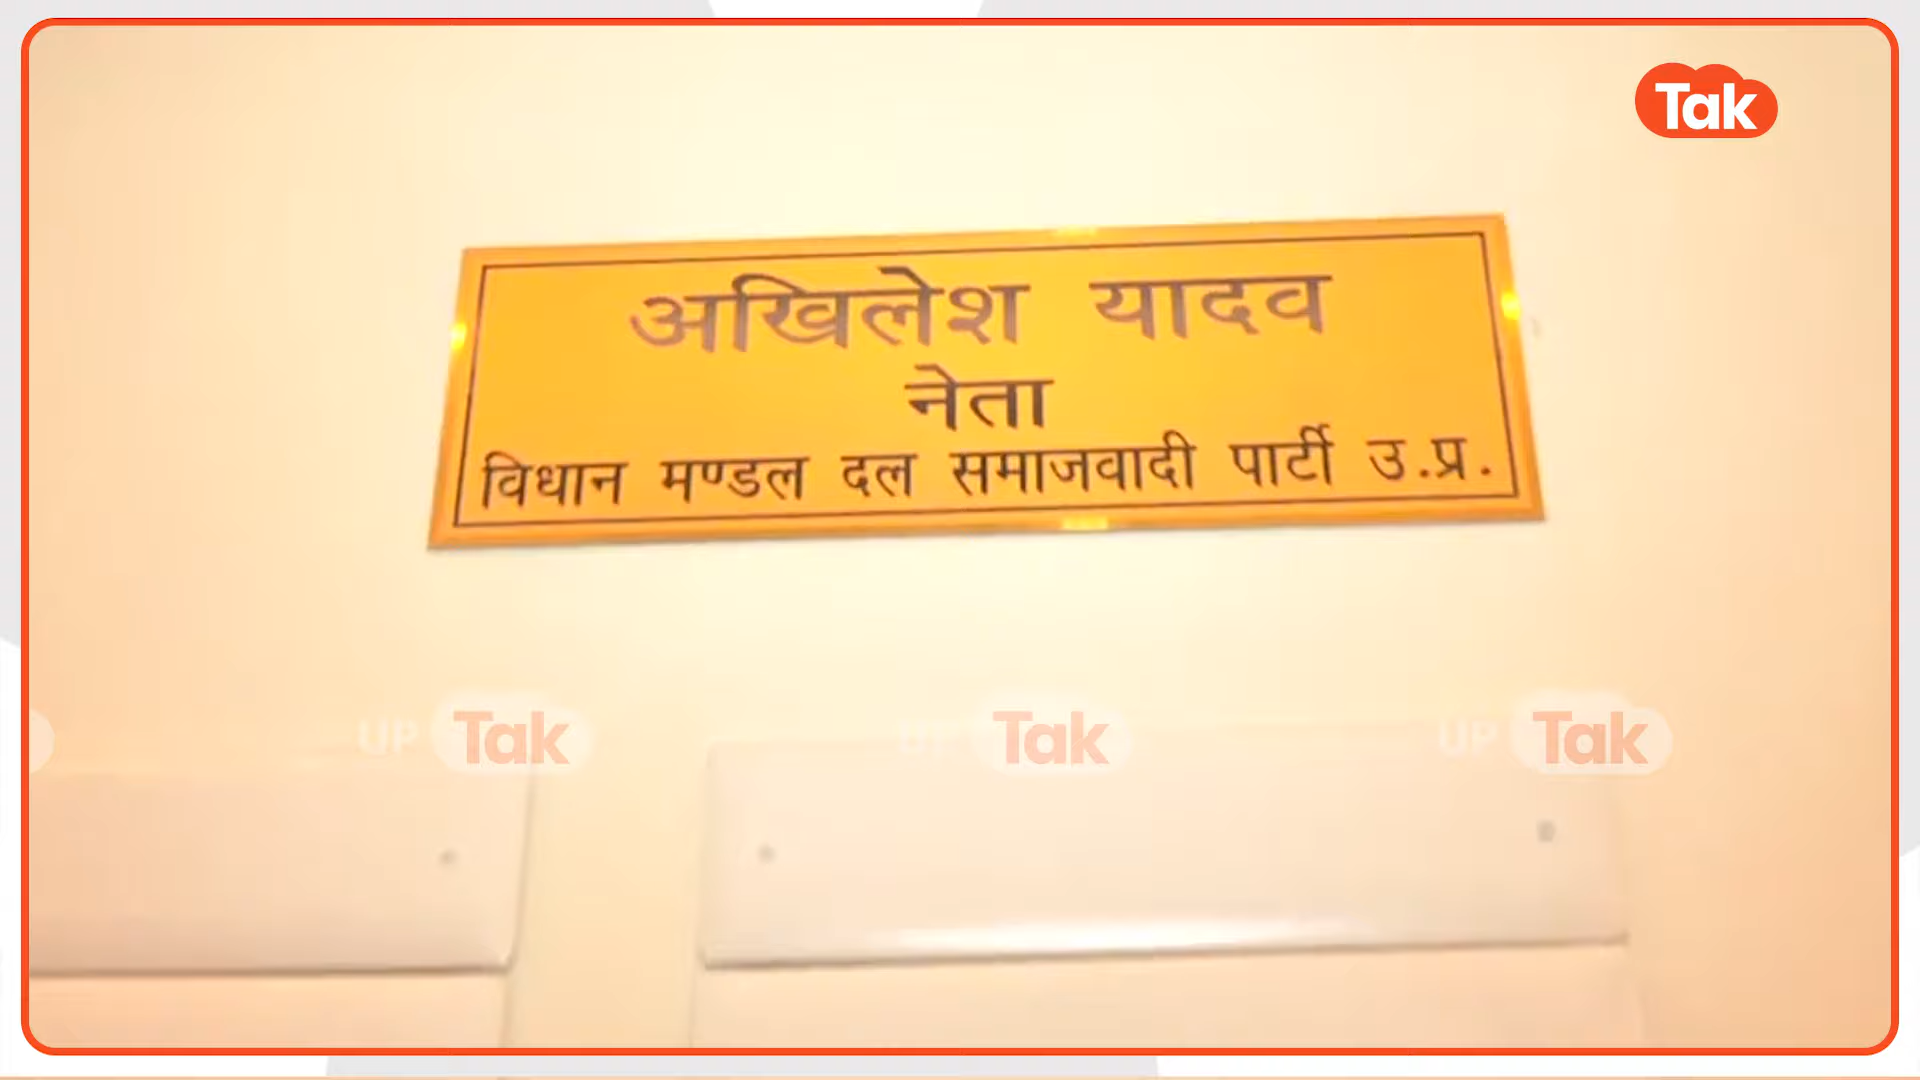 Tak
अखिलेश यादव
नेता
विधान मण्डल दल समाजवादी पार्टी उ.प्र.
UP Tak UP Tak UP Tak